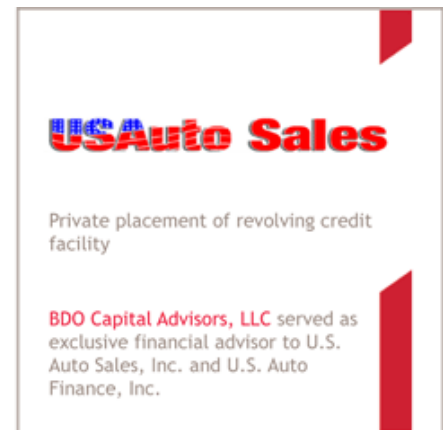 USAuto Sales
Private placement of revolving credit
facility
BDO Capital Advisors, LLC served as
exclusive financial advisor to U.S.
Auto Sales, Inc. and U.S. Auto
Finance, Inc.